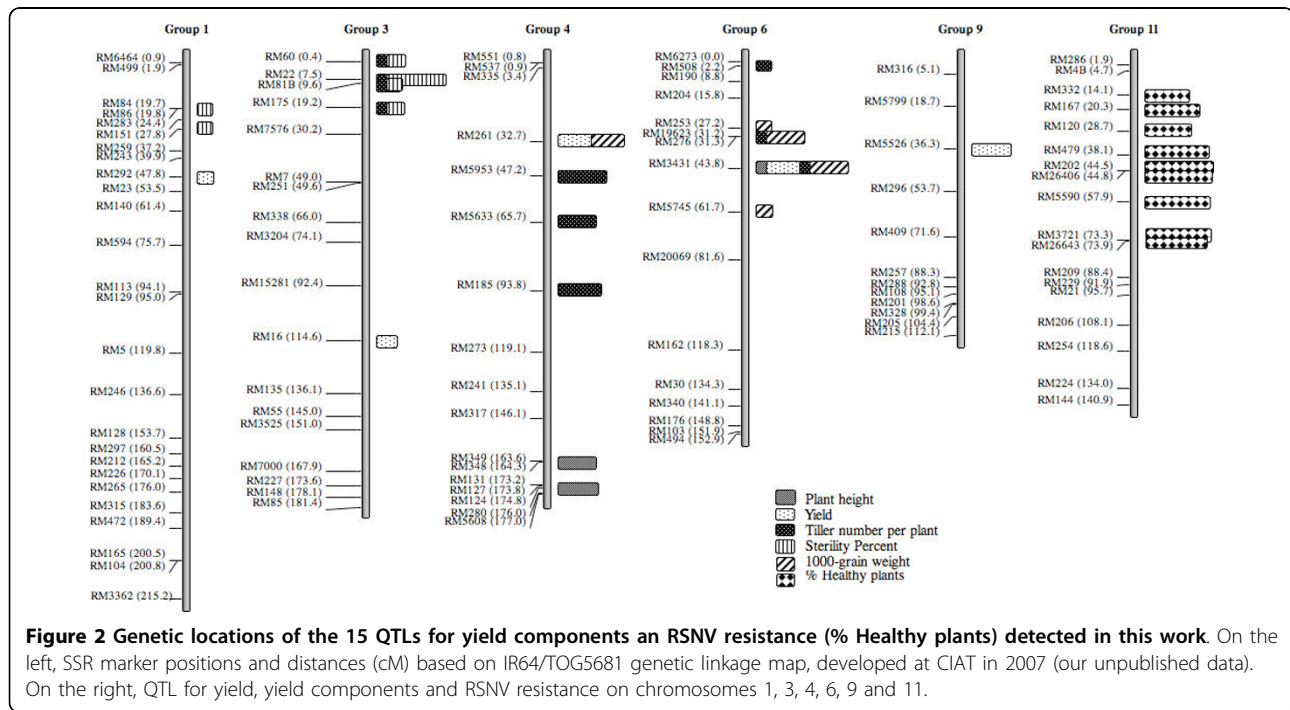 Group 1
RM6464 (0.9)
RM499 (1.9)
RM84 (19.7)
RM86 (19.8)
RM283 (24.4)
RM151 (27.8)
RM259 (37.2)
RM243 (39.9)
RM292 (47.8)
RM23 (53.5)
RM140 (61.4)
RM594 (75.7)
RM113 (94.1)
RM129 (95.0)
RM5 (119.8)
RM246 (136.6)
RM128 (153.7)
RM297 (160.5)
RM212 (165.2)
RM226 (170.1)
RM265 (176.0)
RM315 (183.6)
RM472 (189.4)
RM165 (200.5)
RM104 (200.8)
RM3362 (215.2)
Group 3
RM60 (0.4)
RM22 (7.5)
RM81B (9.6)
RM175 (19.2)
RM7576 (30.2)
RM7 (49.0)
RM251 (49.6)
RM338 (66.0)
RM3204 (74.1)
RM15281 (92.4)
RM16 (114.6)
RM135 (136.1)
RM55 (145.0)
RM3525 (151.0)
RM7000 (167.9)
RM227 (173.6)
RM148 (178.1)
RM85 (181.4)
Group 4
RM551 (0.8)
RM537 (0.9)
RM335 (3.4)
RM261 (32.7)
RM5953 (47.2)
RM5633 (65.7)
RM185 (93.8)
RM273 (119.1)
RM241 (135.1)
RM317 (146.1)
RM349 (163.6)
RM348 (164.3)
RM131 (173.2)
RM127 (173.8)
RM124 (174.8)
RM280 (176.0)
RM5608 (177.0)
Group 6
RM6273 (0.0)
RM508 (2.2)
RM190 (8.8)
RM204 (15.8)
RM253 (27.2)
RM19623 (31.2)
RM276 (31.3)
RM3431 (43.8)
RM5745 (61.7)
RM20069 (81.6)
RM162 (118.3)
RM30 (134.3)
RM340 (141.1)
RM176 (148.8)
RM103 (151.9)
RM494 (152.9)
Group 9
RM316 (5.1)
RM5799 (18.7)
RM5526 (36.3)
RM296 (53.7)
RM409 (71.6)
RM257 (88.3)
RM288 (92.8)
RM108 (95.1)
RM201 (98.6)
RM328 (99.4)
RM205 (104.4)
RM215 (112.1)
Group 11
RM286 (1.9)
RM4B (4.7)
RM332 (14.1)
RM167 (20.3)
RM120 (28.7)
RM479 (38.1)
RM202 (44.5)
RM26406 (44.8)
RM5590 (57.9)
RM3721 (73.3)
RM26643 (73.9)
RM209 (88.4)
RM229 (91.9)
RM21 (95.7)
RM206 (108.1)
RM254 (118.6)
RM224 (134.0)
RM144 (140.9)
Plant height
Yield
Tiller number per plant
Sterility Percent
1000-grain weight
% Healthy plants
Figure 2 Genetic locations of the 15 QTLs for yield components an RSNV resistance (% Healthy plants) detected in this work. On the
left, SSR marker positions and distances (cM) based on IR64/TOG5681 genetic linkage map, developed at CIAT in 2007 (our unpublished data).
On the right, QTL for yield, yield components and RSNV resistance on chromosomes 1, 3, 4, 6, 9 and 11.